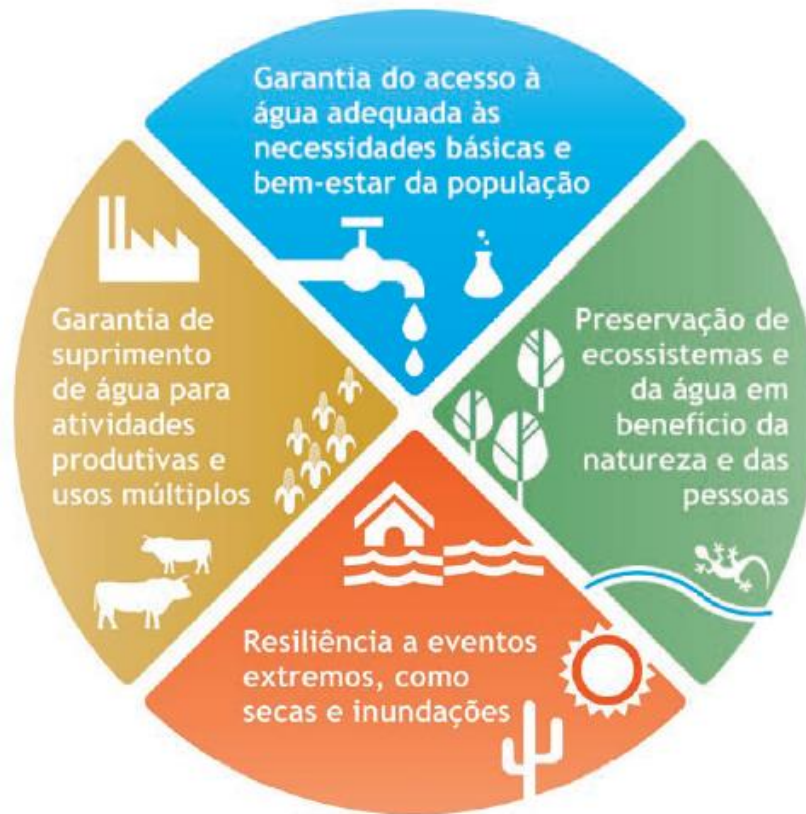 Garantia do acesso à
água adequada às
necessidades básicas e
bem-estar da população
Garantia de
suprimento
de água para
atividades
produtivas e
usos múltiplos
Preservação de
ecossistemas e
da água em
benefício da
natureza e das
pessoas
Resiliência a eventos
extremos, como
secas e inundações